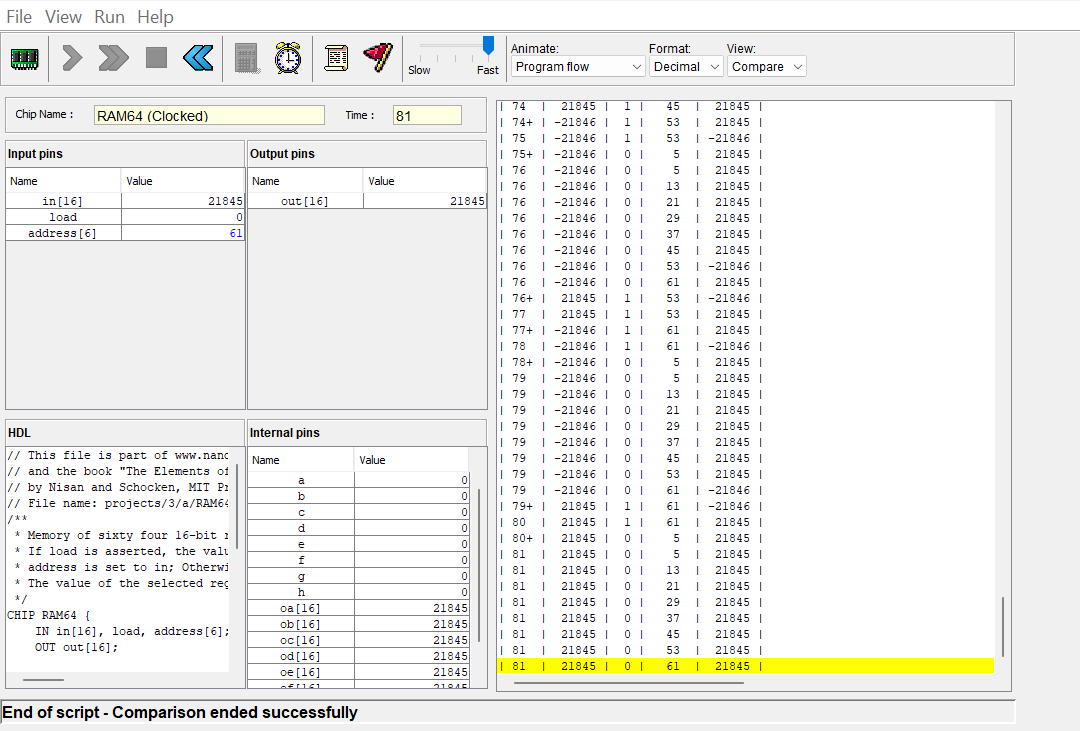 File View Run Help
Slow Fast
Animate: Format: View:
Program flow Decimal Compare
Chip Name : RAM64 (Clocked) Time : 81
Input pins
Name Value
in[16] 21845
load 0
address[6] 61
Output pins
Name Value
out[16] 21845
HDL
// This file is part of www.nand
// and the book "The Elements of
// by Nisan and Schocken, MIT Pr
// File name: projects/3/a/RAM64
/**
* Memory of sixty four 16-bit r
* If load is asserted, the valu
* address is set to in; Otherwi
* The value of the selected reg
*/
CHIP RAM64 {
IN in[16], load, address[6];
OUT out[16];
Internal pins
Name Value
a 0
b 0
c 0
d 0
e 0
f 0
g 0
h 0
oa[16] 21845
ob[16] 21845
oc[16] 21845
od[16] 21845
oe[16] 21845
of[16] 21845
| 74 | 21845 | 1 | 45 | 21845 |
| 74+ | -21846 | 1 | 53 | 21845 |
| 75 | -21846 | 1 | 53 | -21846 |
| 75+ | -21846 | 0 | 5 | 21845 |
| 76 | -21846 | 0 | 5 | 21845 |
| 76 | -21846 | 0 | 13 | 21845 |
| 76 | -21846 | 0 | 21 | 21845 |
| 76 | -21846 | 0 | 29 | 21845 |
| 76 | -21846 | 0 | 37 | 21845 |
| 76 | -21846 | 0 | 45 | 21845 |
| 76 | -21846 | 0 | 53 | -21846 |
| 76 | -21846 | 0 | 61 | 21845 |
| 76+ | 21845 | 1 | 53 | -21846 |
| 77 | 21845 | 1 | 53 | 21845 |
| 77+ | -21846 | 1 | 61 | 21845 |
| 78 | -21846 | 1 | 61 | -21846 |
| 78+ | -21846 | 0 | 5 | 21845 |
| 79 | -21846 | 0 | 5 | 21845 |
| 79 | -21846 | 0 | 13 | 21845 |
| 79 | -21846 | 0 | 21 | 21845 |
| 79 | -21846 | 0 | 29 | 21845 |
| 79 | -21846 | 0 | 37 | 21845 |
| 79 | -21846 | 0 | 45 | 21845 |
| 79 | -21846 | 0 | 53 | 21845 |
| 79 | -21846 | 0 | 61 | -21846 |
| 79+ | 21845 | 1 | 61 | -21846 |
| 80 | 21845 | 1 | 61 | 21845 |
| 80+ | 21845 | 0 | 5 | 21845 |
| 81 | 21845 | 0 | 5 | 21845 |
| 81 | 21845 | 0 | 13 | 21845 |
| 81 | 21845 | 0 | 21 | 21845 |
| 81 | 21845 | 0 | 29 | 21845 |
| 81 | 21845 | 0 | 37 | 21845 |
| 81 | 21845 | 0 | 45 | 21845 |
| 81 | 21845 | 0 | 53 | 21845 |
| 81 | 21845 | 0 | 61 | 21845 |
End of script - Comparison ended successfully